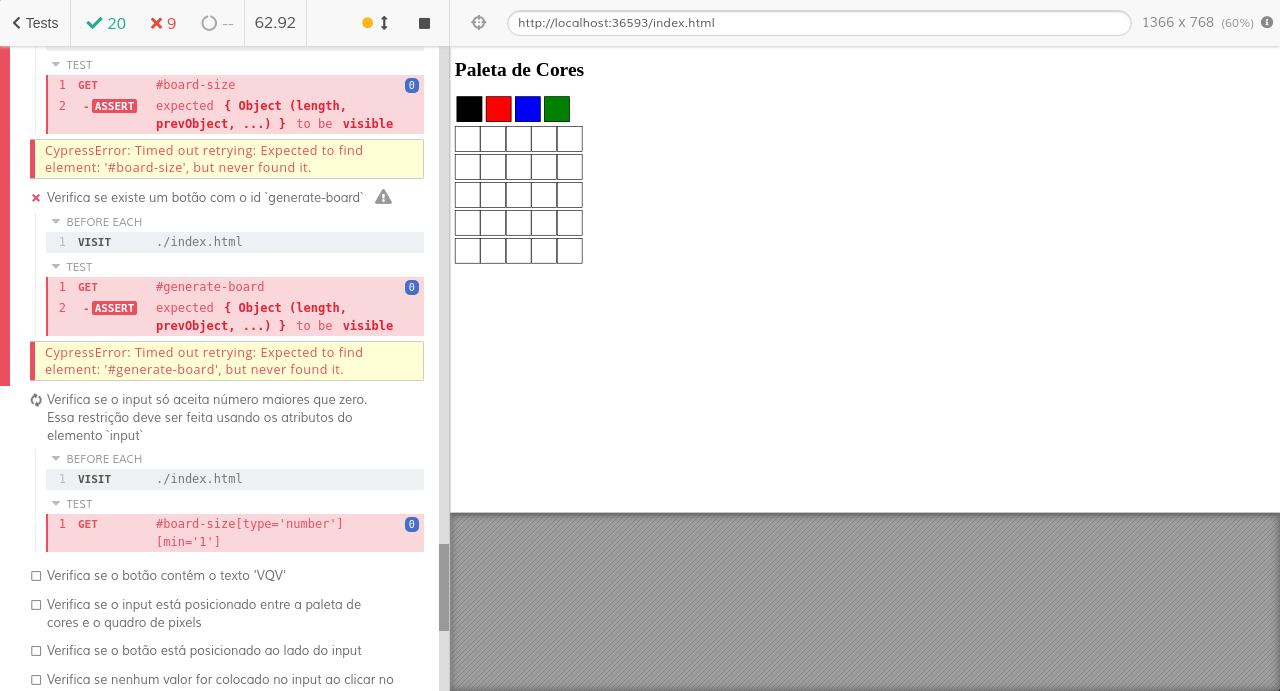 Tests 20 9 -- 62.92 http://localhost:36593/index.html 1366 x 768 (60%)
TEST
1 GET #board-size 0
2 -ASSERT expected { Object (length,
prevObject, ...) } to be visible
CypressError: Timed out retrying: Expected to find
element: '#board-size', but never found it.
Verifica se existe um botão com o id `generate-board`
BEFORE EACH
1 VISIT ./index.html
TEST
1 GET #generate-board 0
2 -ASSERT expected { Object (length,
prevObject, ...) } to be visible
CypressError: Timed out retrying: Expected to find
element: '#generate-board', but never found it.
Verifica se o input só aceita número maiores que zero.
Essa restrição deve ser feita usando os atributos do
elemento `input`
BEFORE EACH
1 VISIT ./index.html
TEST
1 GET #board-size[type='number'] 0
[min='1']
Verifica se o botão contém o texto 'VQV'
Verifica se o input está posicionado entre a paleta de
cores e o quadro de pixels
Verifica se o botão está posicionado ao lado do input
Verifica se nenhum valor for colocado no input ao clicar no
Paleta de Cores